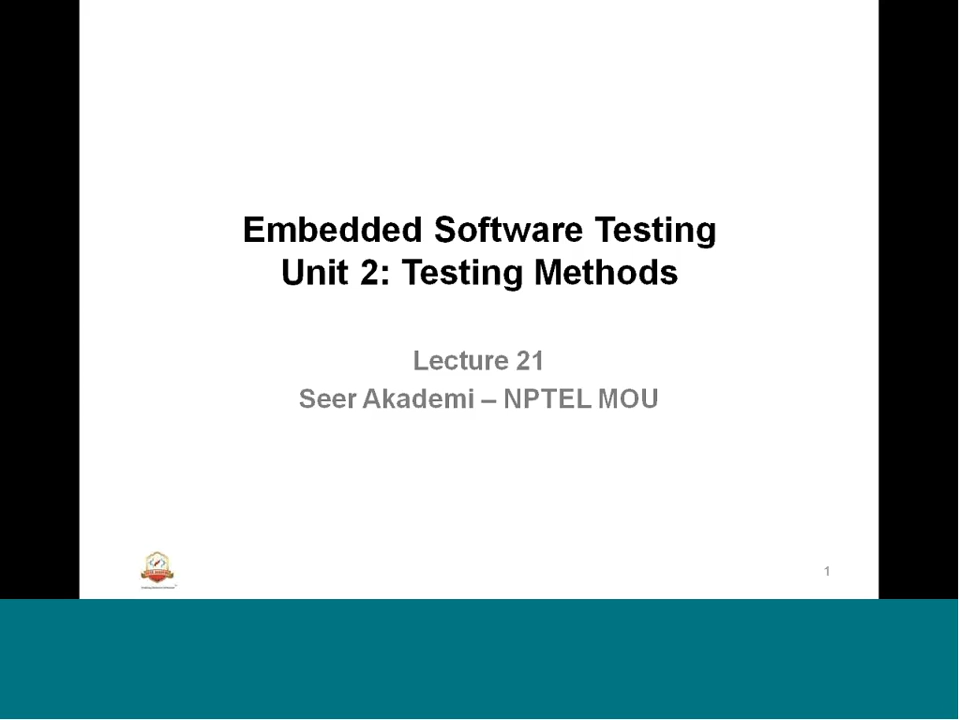 Embedded Software Testing
Unit 2: Testing Methods
Lecture 21
Seer Akademi – NPTEL MOU
1